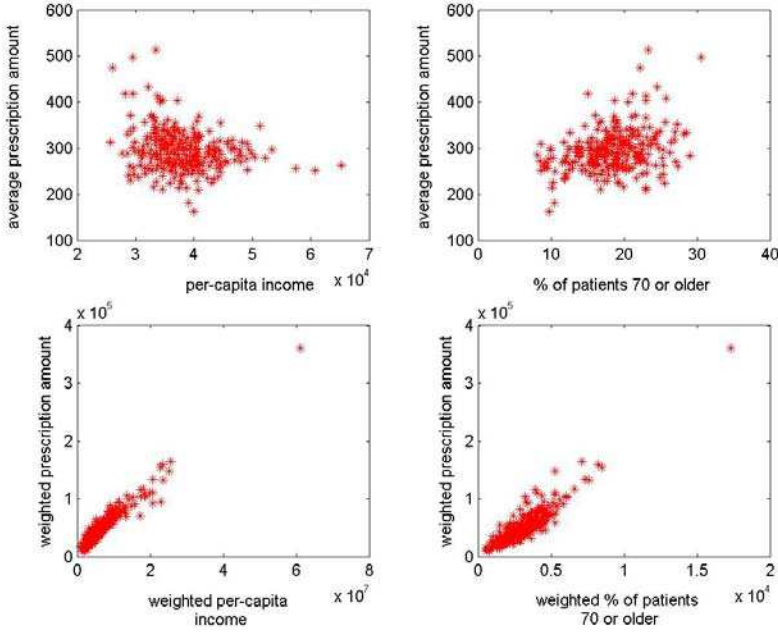 600
500
400
300
200
100
average prescription amount
2 3 4 5 6 7
per-capita income x 10^4
600
500
400
300
200
100
average prescription amount
0 10 20 30 40
% of patients 70 or older
x 10^5
4
3
2
1
0
weighted prescription amount
0 2 4 6 8
weighted per-capita x 10^7
income
x 10^5
4
3
2
1
0
weighted prescription amount
0 0.5 1 1.5 2
weighted % of patients x 10^4
70 or older